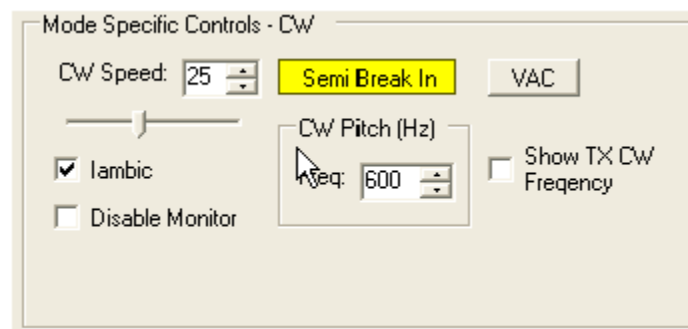 Mode Specific Controls - CW
CW Speed: 25 Semi Break In VAC
CW Pitch (Hz)
Iambic 600 Show TX CW
Freqency
Disable Monitor